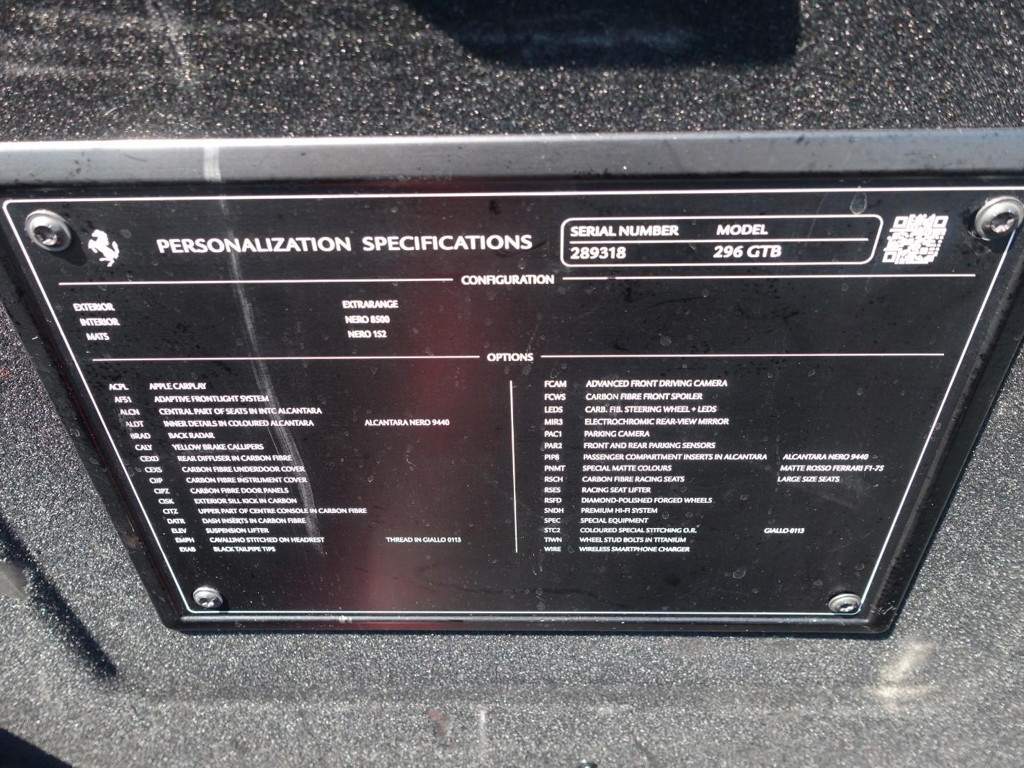 PERSONALIZATION SPECIFICATIONS
SERIAL NUMBER MODEL
289318 296 GTB
CONFIGURATION
EXTERIOR EXTRARANGE
INTERIOR NERO 8500
MATS NERO 152
OPTIONS
ACPL APPLE CARPLAY
AFS1 ADAPTIVE FRONTLIGHT SYSTEM
ALCN CENTRAL PART OF SEATS IN INTC ALCANTARA
ALDT INNER DETAILS IN COLOURED ALCANTARA ALCANTARA NERO 9440
BRAD BACK RADAR
CALY YELLOW BRAKE CALLIPERS
CEXD REAR DIFFUSER IN CARBON FIBRE
CEXS CARBON FIBRE UNDERDOOR COVER
CIIP CARBON FIBRE INSTRUMENT COVER
CIPZ CARBON FIBRE DOOR PANELS
CISK EXTERIOR SILL KICK IN CARBON
CITZ UPPER PART OF CENTRE CONSOLE IN CARBON FIBRE
DATR DASH INSERTS IN CARBON FIBRE
ELEV SUSPENSION LIFTER
EMPH CAVALLINO STITCHED ON HEADREST THREAD IN GIALLO 0113
EXAB BLACK TAILPIPE TIPS
FCAM ADVANCED FRONT DRIVING CAMERA
FCWS CARBON FIBRE FRONT SPOILER
LEDS CARB. FIB. STEERING WHEEL + LEDS
MIR3 ELECTROCHROMIC REAR-VIEW MIRROR
PAC1 PARKING CAMERA
PAR2 FRONT AND REAR PARKING SENSORS
PIP8 PASSENGER COMPARTMENT INSERTS IN ALCANTARA ALCANTARA NERO 9440
PNMT SPECIAL MATTE COLOURS MATTE ROSSO FERRARI F1-75
RSCH CARBON FIBRE RACING SEATS LARGE SIZE SEATS
RSES RACING SEAT LIFTER
RSFD DIAMOND-POLISHED FORGED WHEELS
SNDH PREMIUM HI-FI SYSTEM
SPEC SPECIAL EQUIPMENT
STC2 COLOURED SPECIAL STITCHING O.R. GIALLO 0113
TIWN WHEEL STUD BOLTS IN TITANIUM
WIRE WIRELESS SMARTPHONE CHARGER